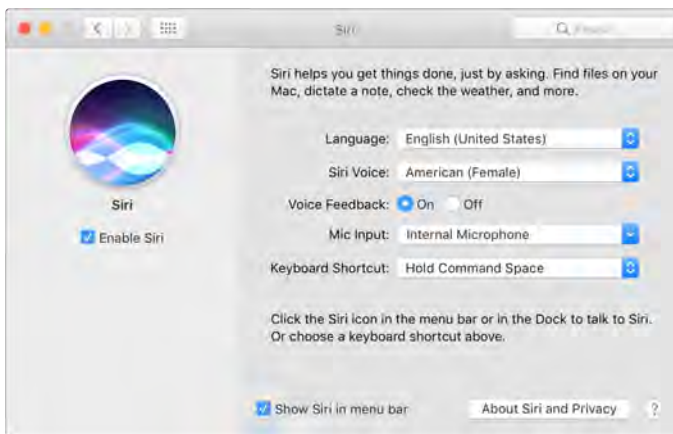 Siri
Siri helps you get things done, just by asking. Find files on your
Mac, dictate a note, check the weather, and more.
Language: English (United States)
Siri Voice: American (Female)
Siri
Voice Feedback: On Off
Enable Siri
Mic Input: Internal Microphone
Keyboard Shortcut: Hold Command Space
Click the Siri icon in the menu bar or in the Dock to talk to Siri.
Or choose a keyboard shortcut above.
Show Siri in menu bar
About Siri and Privacy
?